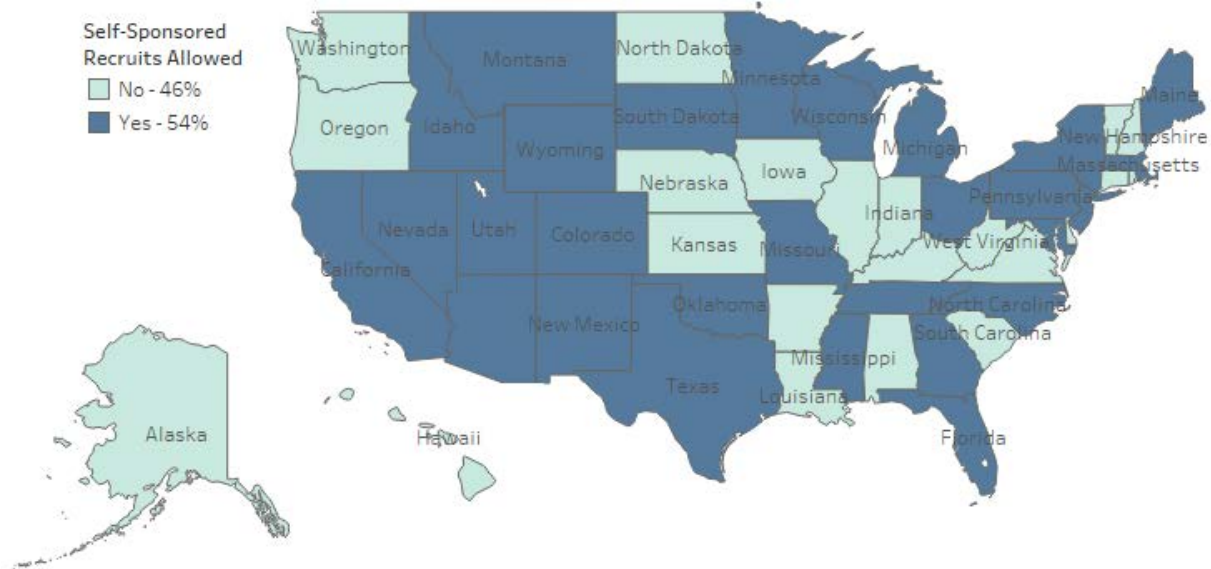 Self-Sponsored
Recruits Allowed
No - 46%
Yes - 54%
Washington
Montana
North Dakota
Minnesota
Maine
Oregon
Idaho
South Dakota
Wisconsin
Michigan
New Hampshire
Wyoming
Massachusetts
Iowa
Nebraska
Pennsylvania
Indiana
Nevada
Utah
Colorado
Kansas
Missouri
West Virginia
California
Oklahoma
North Carolina
New Mexico
South Carolina
Mississippi
Texas
Louisiana
Alaska
Hawaii
Florida